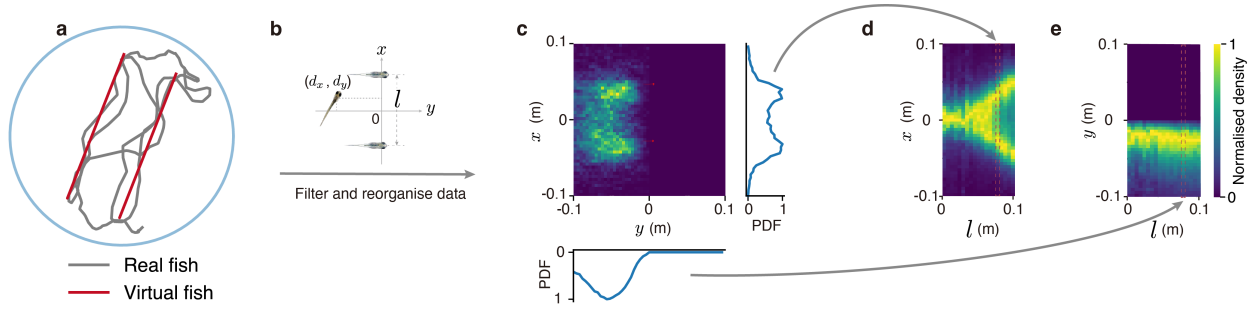 a
Real fish
Virtual fish
b
x
(dx, dy)
l
y
0
Filter and reorganise data
c
0.1
x (m)
0
-0.1
-0.1
0
0.1
y (m)
0
1
PDF
PDF
0
1
d
0.1
x (m)
0
-0.1
0
0.1
l (m)
e
0.1
y (m)
0
-0.1
0
0.1
l (m)
1
0
Normalised density